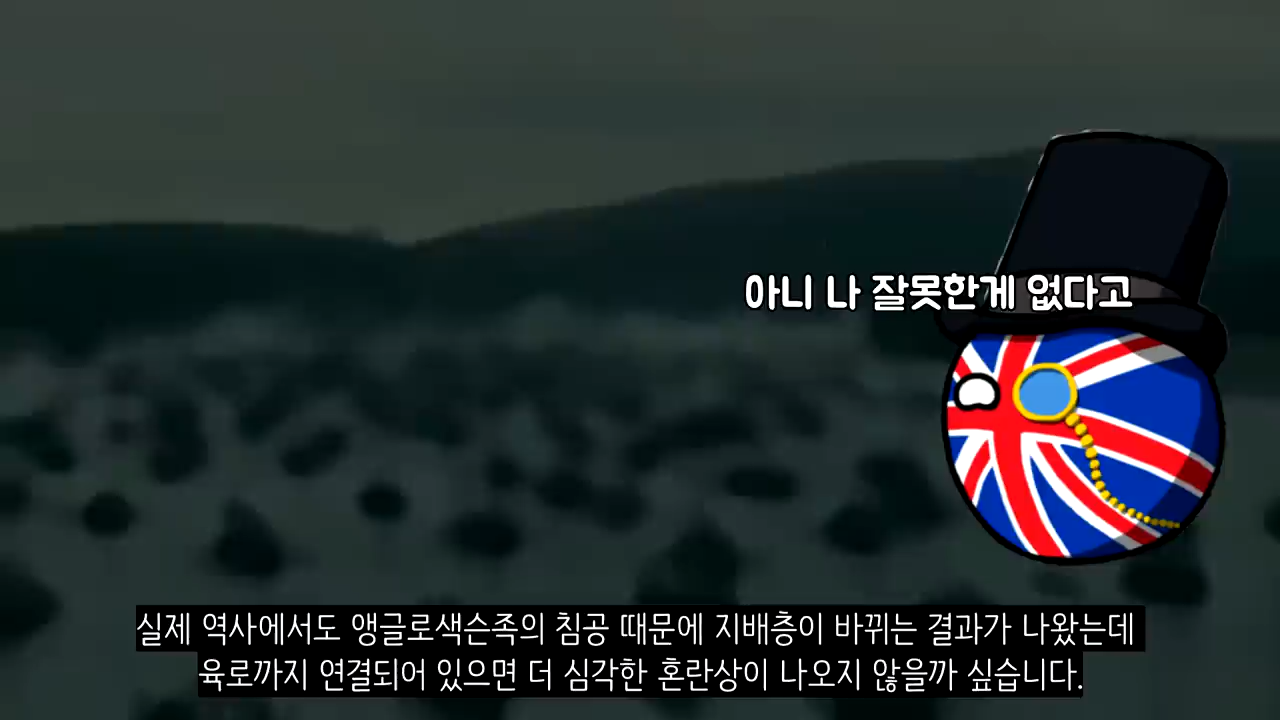 아니 나 잘못한게 없다고
실제 역사에서도 앵글로색슨족의 침공 때문에 지배층이 바뀌는 결과가 나왔는데
육로까지 연결되어 있으면 더 심각한 혼란상이 나오지 않을까 싶습니다.